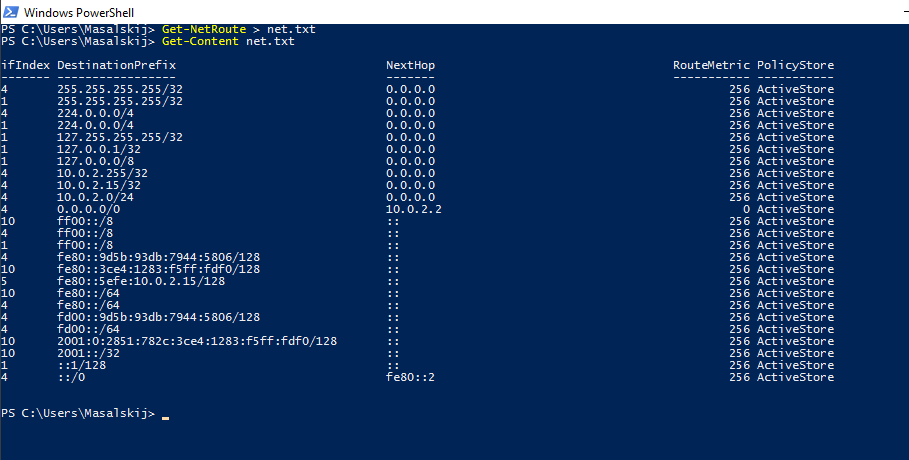 Windows PowerShell
PS C:\Users\Masalskij> Get-NetRoute > net.txt
PS C:\Users\Masalskij> Get-Content net.txt
ifIndex DestinationPrefix NextHop RouteMetric PolicyStore
------- ----------------- ------- ----------- -----------
4 255.255.255.255/32 0.0.0.0 256 ActiveStore
1 255.255.255.255/32 0.0.0.0 256 ActiveStore
4 224.0.0.0/4 0.0.0.0 256 ActiveStore
1 224.0.0.0/4 0.0.0.0 256 ActiveStore
1 127.255.255.255/32 0.0.0.0 256 ActiveStore
1 127.0.0.1/32 0.0.0.0 256 ActiveStore
1 127.0.0.0/8 0.0.0.0 256 ActiveStore
4 10.0.2.255/32 0.0.0.0 256 ActiveStore
4 10.0.2.15/32 0.0.0.0 256 ActiveStore
4 10.0.2.0/24 0.0.0.0 256 ActiveStore
4 0.0.0.0/0 10.0.2.2 0 ActiveStore
10 ff00::/8 :: 256 ActiveStore
4 ff00::/8 :: 256 ActiveStore
1 ff00::/8 :: 256 ActiveStore
4 fe80::9d5b:93db:7944:5806/128 :: 256 ActiveStore
10 fe80::3ce4:1283:f5ff:fdf0/128 :: 256 ActiveStore
5 fe80::5efe:10.0.2.15/128 :: 256 ActiveStore
10 fe80::/64 :: 256 ActiveStore
4 fe80::/64 :: 256 ActiveStore
4 fd00::9d5b:93db:7944:5806/128 :: 256 ActiveStore
4 fd00::/64 :: 256 ActiveStore
10 2001:0:2851:782c:3ce4:1283:f5ff:fdf0/128 :: 256 ActiveStore
10 2001::/32 :: 256 ActiveStore
1 ::1/128 :: 256 ActiveStore
4 ::/0 fe80::2 256 ActiveStore
PS C:\Users\Masalskij> _